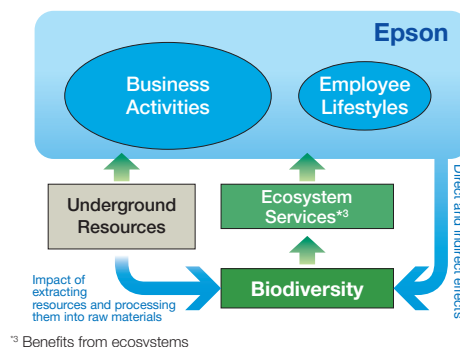 Epson
Business
Activities
Employee
Lifestyles
Underground
Resources
Ecosystem
Services*3
Direct and indirect effects
Impact of
extracting
resources and processing
them into raw materials
Biodiversity
*3 Benefits from ecosystems